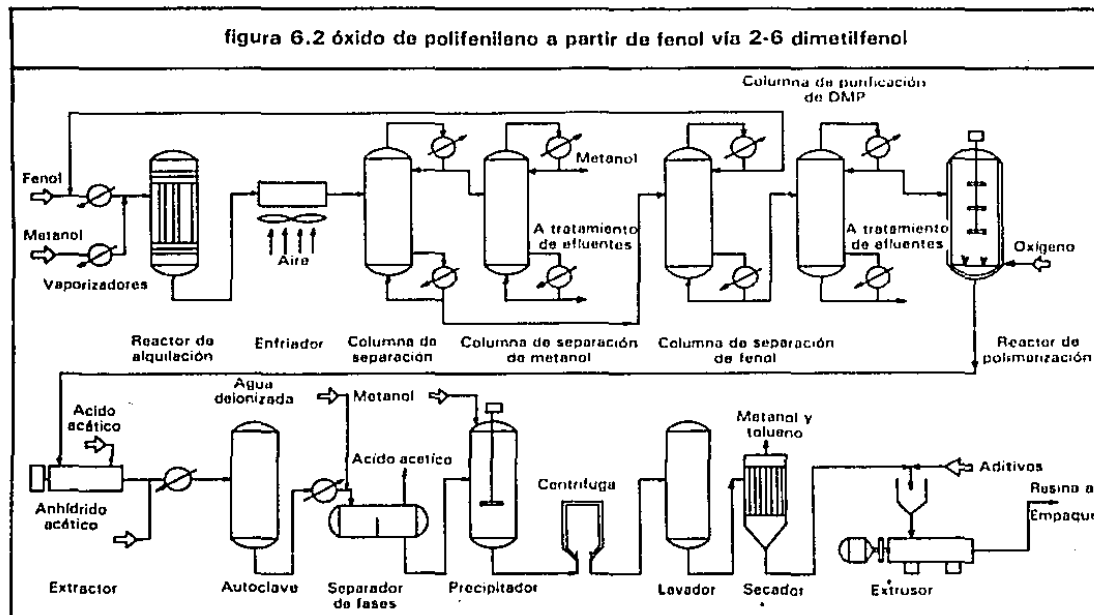 figura 6.2 óxido de polifenileno a partir de fenol vía 2-6 dimetilfenol
Columna de purificación
de DMP
Fenol
Metanol
Vaporizadores
Aire
Metanol
A tratamiento
de efluentes
A tratamiento
de efluentes
Oxígeno
Reactor de
alquilación
Enfriador
Columna de
separación
Columna de separación
de metanol
Columna de separación
de fenol
Reactor de
polimerización
Acido
acético
Anhídrido
acético
Agua
deionizada
Metanol
Acido acético
Centrífuga
Metanol y
tolueno
Aditivos
Resina a
Empaque
Extractor
Autoclave
Separador
de fases
Precipitador
Lavador
Secador
Extrusor